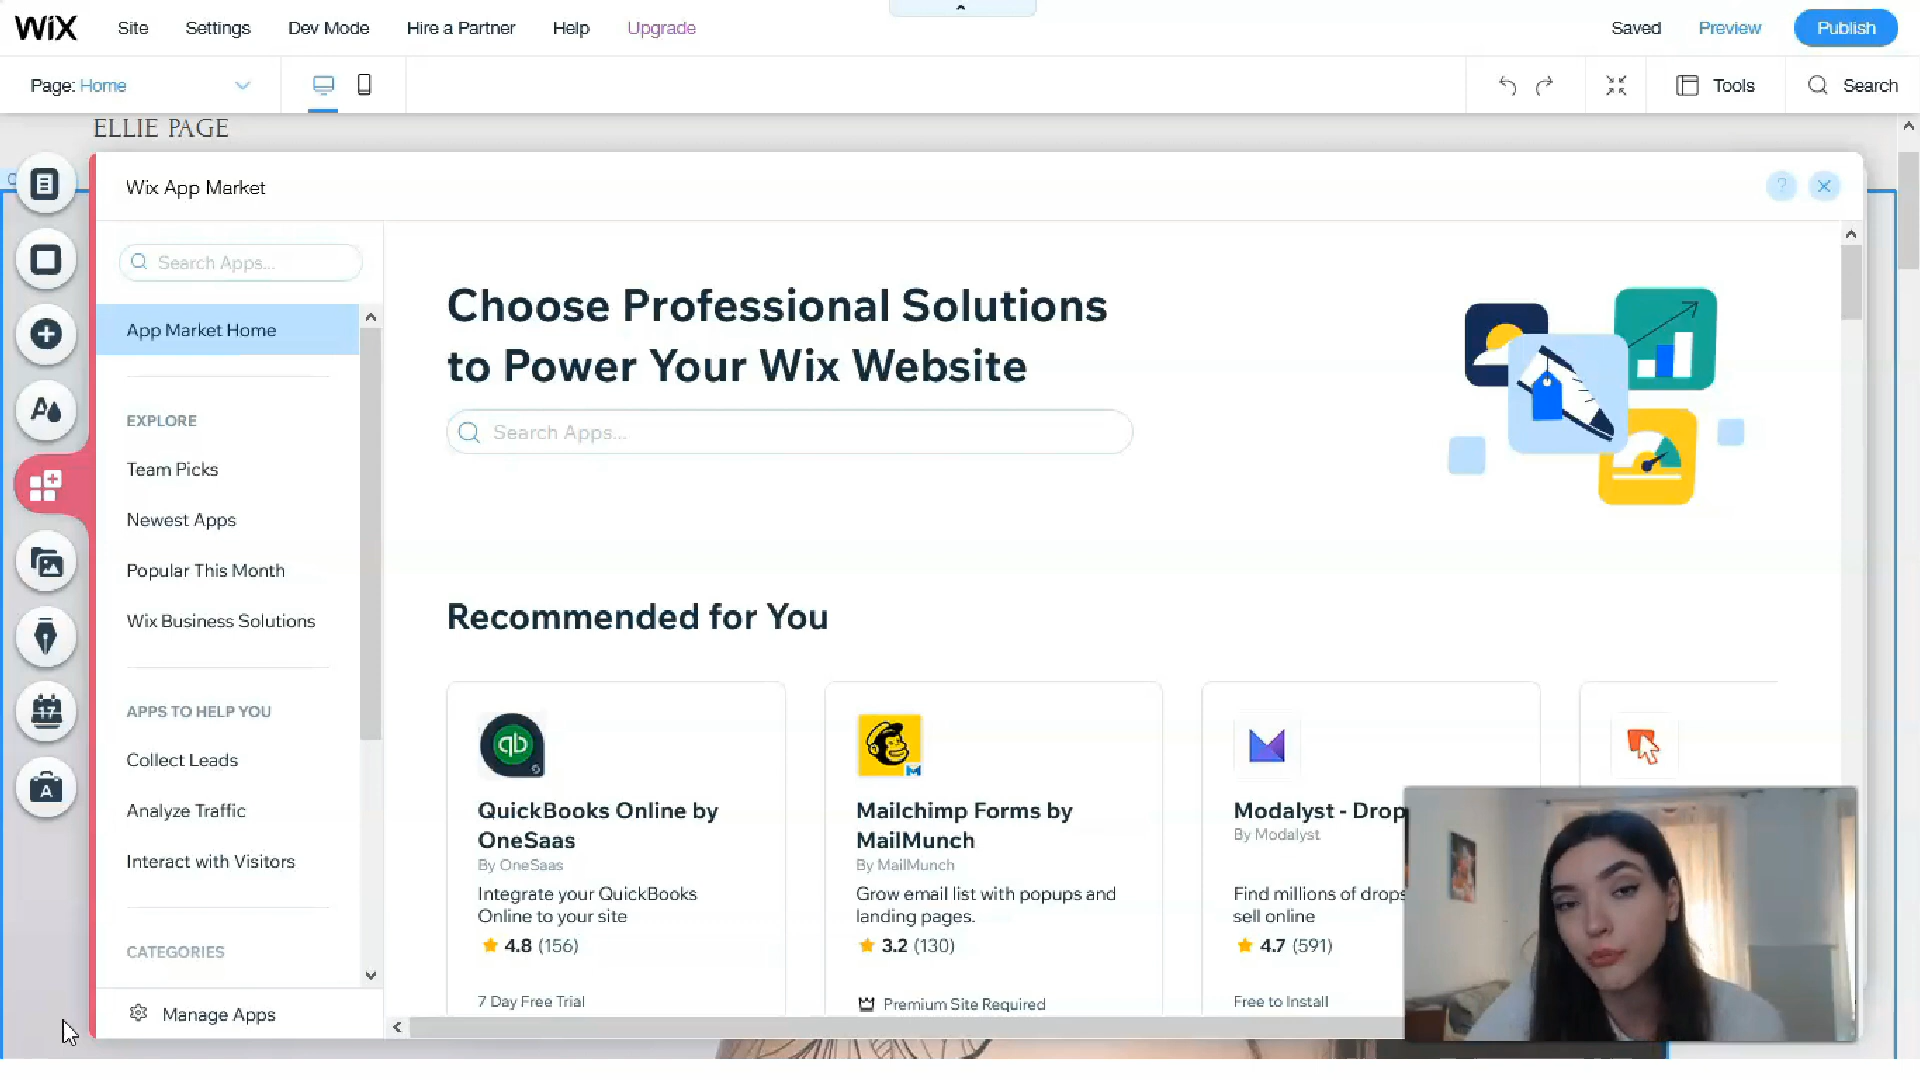 WiX
Site
Settings
Dev Mode
Hire a Partner
Help
Upgrade
Saved
Preview
Publish
Page: Home
Tools
Search
ELLIE PAGE
Wix App Market
?
Search Apps...
App Market Home
EXPLORE
Team Picks
Newest Apps
Popular This Month
Wix Business Solutions
APPS TO HELP YOU
Collect Leads
Analyze Traffic
Interact with Visitors
CATEGORIES
Manage Apps
17
A
Choose Professional Solutions
to Power Your Wix Website
Search Apps...
Recommended for You
qb
QuickBooks Online by
OneSaas
By OneSaas
Integrate your QuickBooks
Online to your site
4.8 (156)
7 Day Free Trial
Mailchimp Forms by
MailMunch
By MailMunch
Grow email list with popups and
landing pages.
3.2 (130)
Premium Site Required
Modalyst - Drop
By Modalyst
Find millions of drops
sell online
4.7 (591)
Free to Install